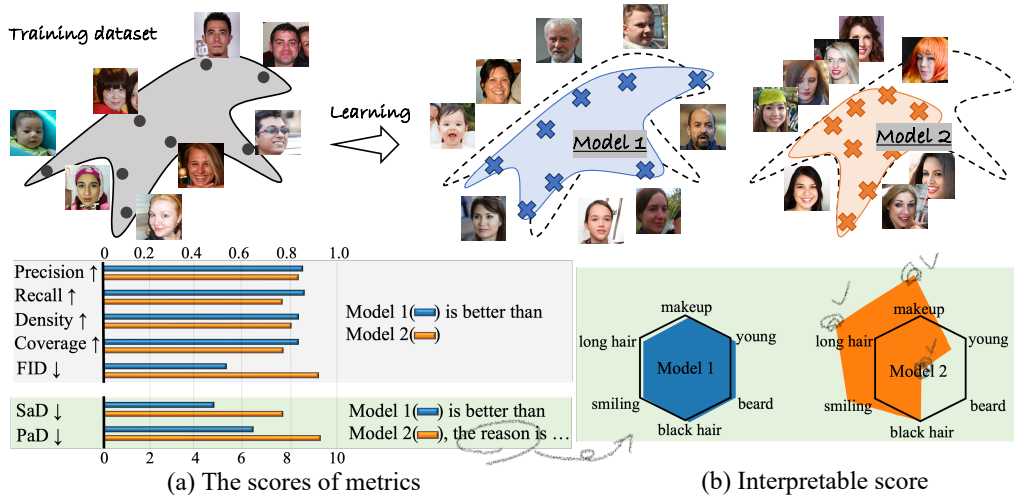 Training dataset
Learning
Model 1
Model 2
0 0.2 0.4 0.6 0.8 1.0
Precision ↑
Recall ↑
Density ↑
Coverage ↑
FID ↓
Model 1( ) is better than
Model 2( )
SaD ↓
PaD ↓
Model 1( ) is better than
Model 2( ), the reason is ...
0 2 4 6 8 10
(a) The scores of metrics
makeup
long hair
young
Model 1
smiling
beard
black hair
makeup
long hair
young
Model 2
smiling
beard
black hair
(b) Interpretable score